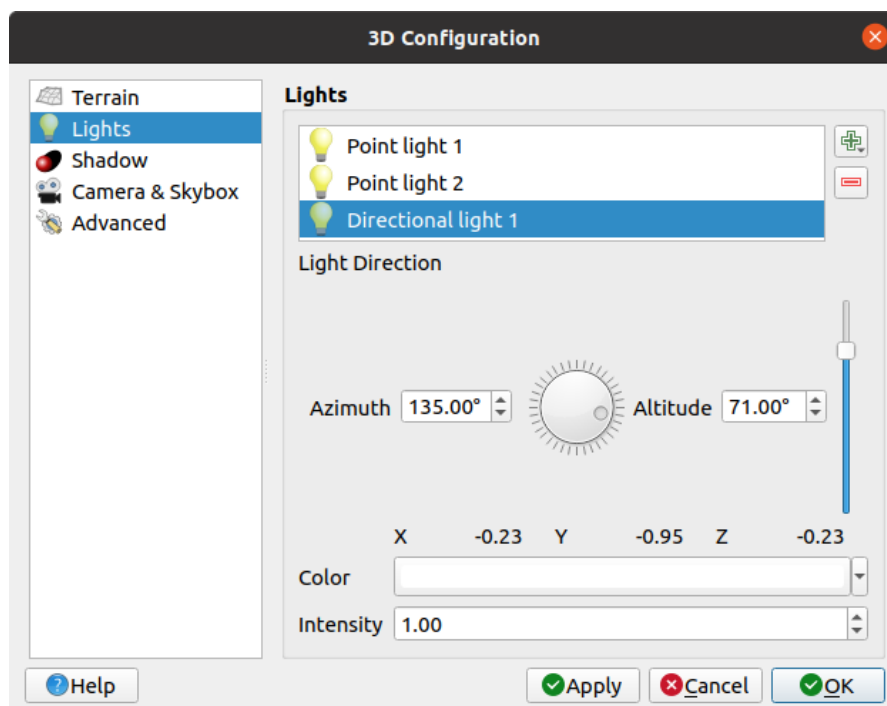 3D Configuration
Terrain
Lights
Shadow
Camera & Skybox
Advanced
Lights
Point light 1
Point light 2
Directional light 1
Light Direction
Azimuth 135.00° Altitude 71.00°
X -0.23 Y -0.95 Z -0.23
Color
Intensity 1.00
Help Apply Cancel OK